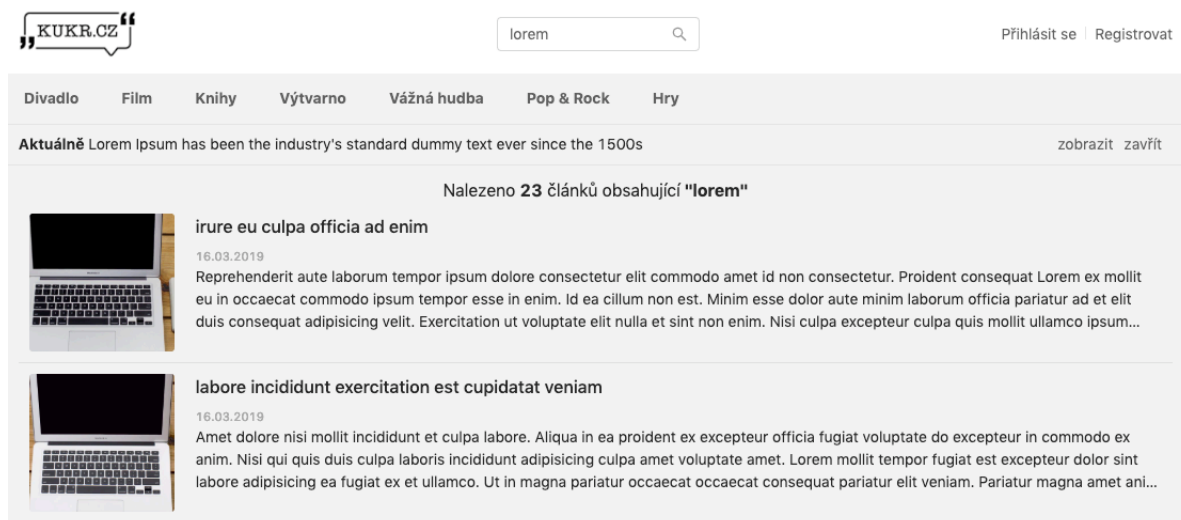 „KUKR.CZ“
lorem
Přihlásit se Registrovat
Divadlo Film Knihy Výtvarno Vážná hudba Pop & Rock Hry
Aktuálně Lorem Ipsum has been the industry's standard dummy text ever since the 1500s zobrazit zavřít
Nalezeno 23 článků obsahující "lorem"
irure eu culpa officia ad enim
16.03.2019
Reprehenderit aute laborum tempor ipsum dolore consectetur elit commodo amet id non consectetur. Proident consequat Lorem ex mollit
eu in occaecat commodo ipsum tempor esse in enim. Id ea cillum non est. Minim esse dolor aute minim laborum officia pariatur ad et elit
duis consequat adipisicing velit. Exercitation ut voluptate elit nulla et sint non enim. Nisi culpa excepteur culpa quis mollit ullamco ipsum...
labore incididunt exercitation est cupidatat veniam
16.03.2019
Amet dolore nisi mollit incididunt et culpa labore. Aliqua in ea proident ex excepteur officia fugiat voluptate do excepteur in commodo ex
anim. Nisi qui quis duis culpa laboris incididunt adipisicing culpa amet voluptate amet. Lorem mollit tempor fugiat est excepteur dolor sint
labore adipisicing ea fugiat ex et ullamco. Ut in magna pariatur occaecat occaecat consequat pariatur elit veniam. Pariatur magna amet ani...